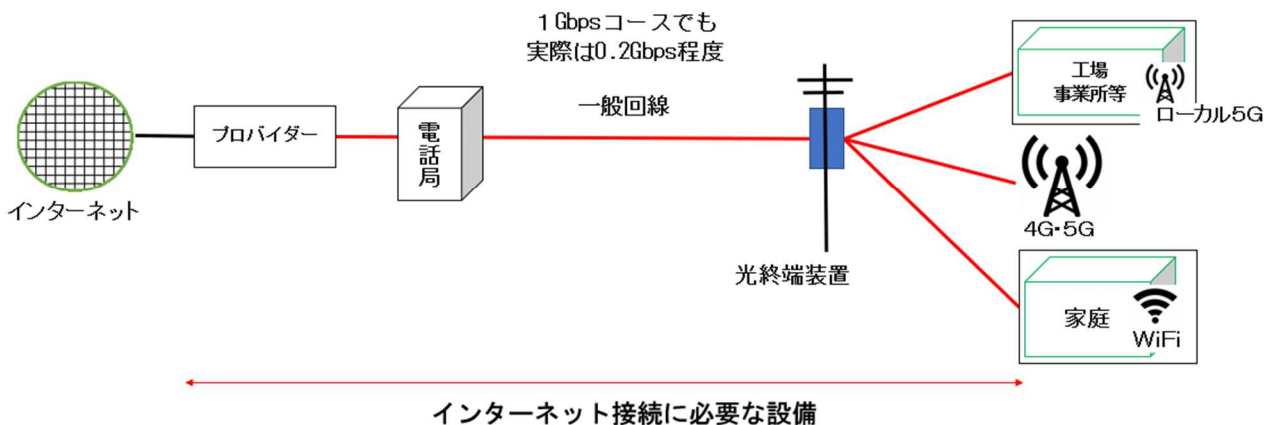 1Gbpsコースでも
実際は0.2Gbps程度
一般回線
インターネット
プロバイダー
電話局
光終端装置
工場
事業所等
ローカル5G
4G・5G
家庭
WiFi
インターネット接続に必要な設備